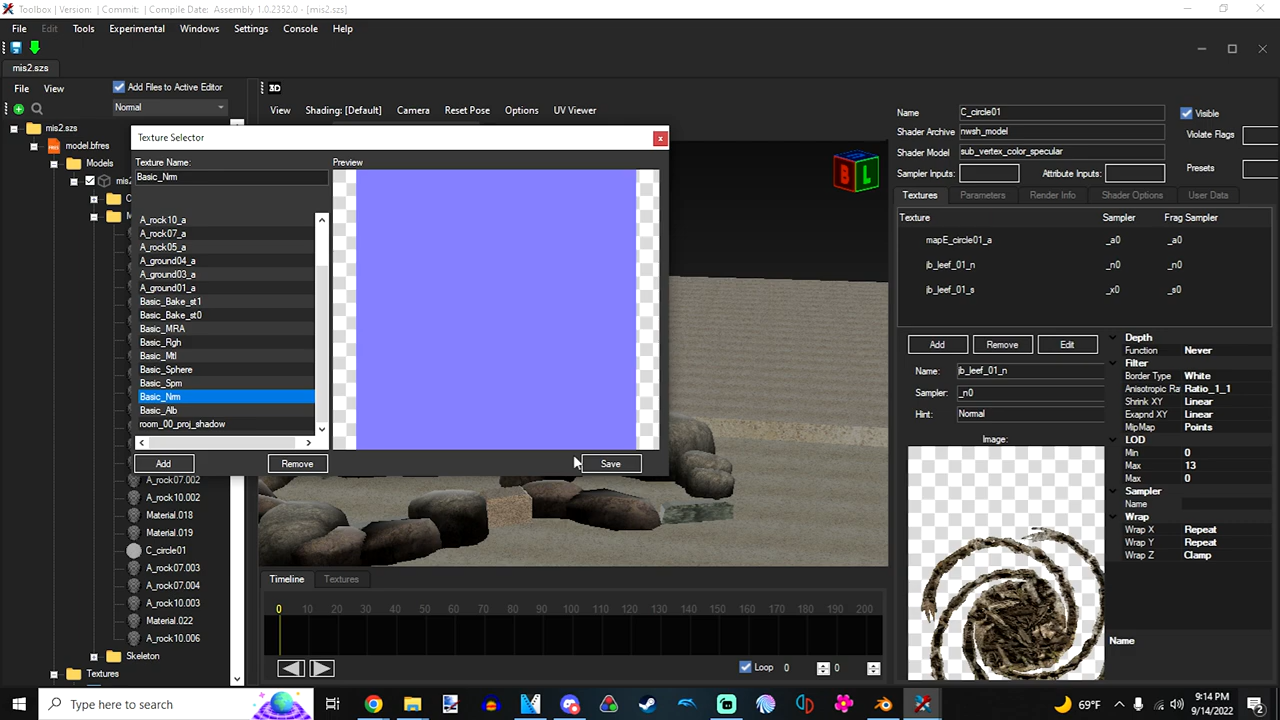 Toolbox | Version: | Commit: | Compile Date: Assembly 1.0.2352.0 - [mis2.szs]
File Edit Tools Experimental Windows Settings Console Help
mis2.szs
File View
Add Files to Active Editor
Normal
mis2.szs
model.bfres
Models
Textures
Skeleton
A_rock07.002
A_rock10.002
Material.018
Material.019
C_circle01
A_rock07.003
A_rock07.004
A_rock10.003
Material.022
A_rock10.006
Texture Selector
Texture Name:
Basic_Nrm
A_rock10_a
A_rock07_a
A_rock05_a
A_ground04_a
A_ground03_a
A_ground01_a
Basic_Bake_st1
Basic_Bake_st0
Basic_MRA
Basic_Rgh
Basic_Mtl
Basic_Sphere
Basic_Spm
Basic_Nrm
Basic_Alb
room_00_proj_shadow
Add Remove
Preview
Save
3D
View Shading: [Default] Camera Reset Pose Options UV Viewer
B L
Timeline Textures
0 10 20 30 40 50 60 70 80 90 100 110 120 130 140 150 160 170 180 190 200
Loop 0 0
Name C_circle01 Visible
Shader Archive nwsh_model Violate Flags
Shader Model sub_vertex_color_specular
Sampler Inputs: Attribute Inputs: Presets
Textures Parameters Render Info Shader Options User Data
Texture Sampler Frag Sampler
mapE_circle01_a _a0 _a0
jb_leef_01_n _n0 _n0
jb_leef_01_s _x0 _s0
Add Remove Edit
Name: jb_leef_01_n
Sampler: _n0
Hint: Normal
Image:
Depth
Function Never
Filter
Border Type White
Anisotropic Ra Ratio_1_1
Shrink XY Linear
Exapnd XY Linear
MipMap Points
LOD
Min 0
Max 13
Max 0
Sampler
Name
Wrap
Wrap X Repeat
Wrap Y Repeat
Wrap Z Clamp
Name
Type here to search
69°F
9:14 PM
9/14/2022
2